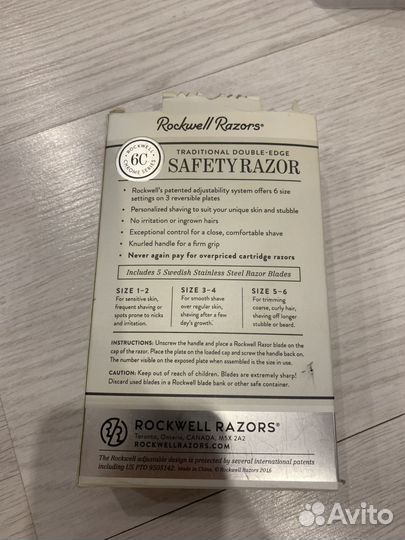 Rockwell Razors®
ROCKWELL
6C
CHROME SERIES
TRADITIONAL DOUBLE-EDGE
SAFETY RAZOR
• Rockwell's patented adjustability system offers 6 size
settings on 3 reversible plates
• Personalized shaving to suit your unique skin and stubble
• No irritation or ingrown hairs
• Exceptional control for a close, comfortable shave
• Knurled handle for a firm grip
• Never again pay for overpriced cartridge razors
Includes 5 Swedish Stainless Steel Razor Blades
SIZE 1-2
For sensitive skin,
frequent shaving or
spots prone to nicks
and irritation.
SIZE 3-4
For smooth shave
over regular skin,
shaving after a few
day's growth.
SIZE 5-6
For trimming
coarse, curly hair,
shaving off longer
stubble or beard.
INSTRUCTIONS: Unscrew the handle and place a Rockwell Razor blade on the
cap of the razor. Place the plate on the loaded cap and screw the handle back on.
The number visible on the exposed plate when assembled is the size in use.
CAUTION: Keep out of reach of children. Blades are extremely sharp!
Discard used blades in a Rockwell blade bank or other safe container.
ROCKWELL RAZORS®
Toronto, Ontario, CANADA, M5X 2A2
ROCKWELLRAZORS.COM
The Rockwell adjustable design is protected by several international patents
including US PTD 9505142. Made in China. © Rockwell Razors 2016
Avito